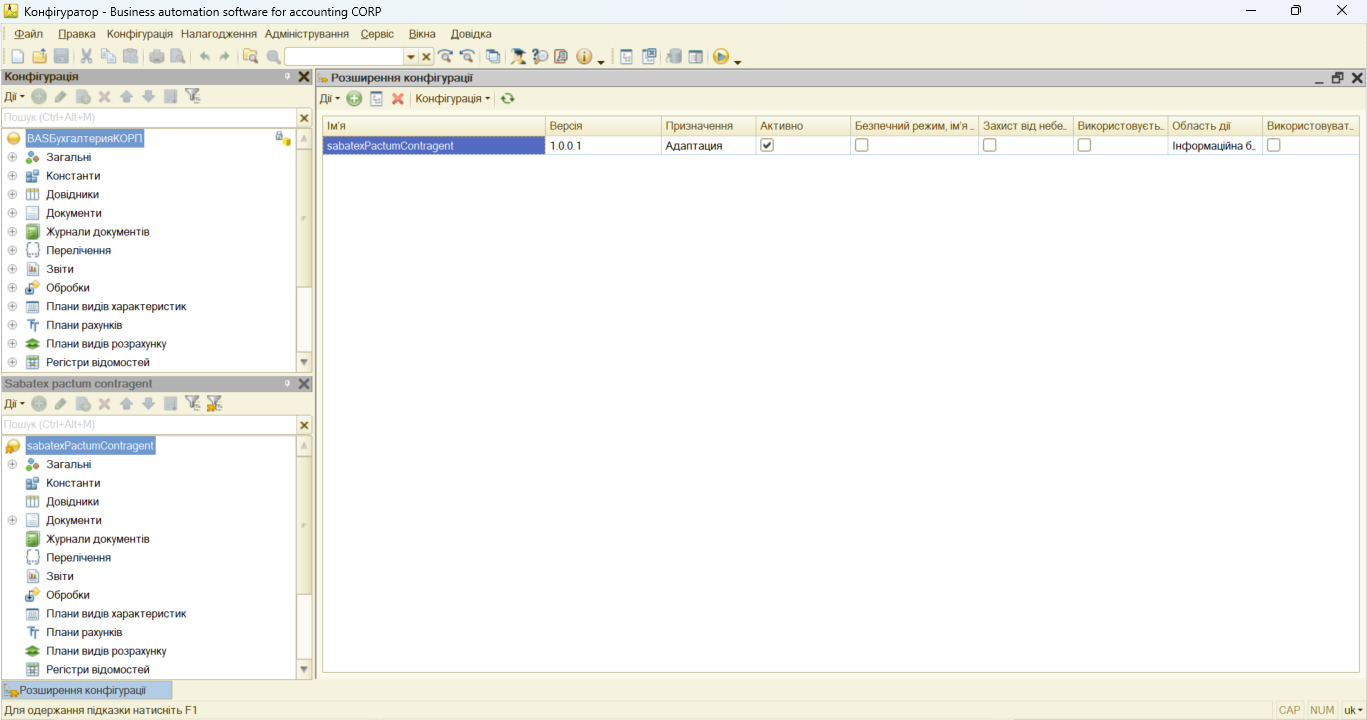 Конфігуратор - Business automation software for accounting CORP
Файл Правка Конфігурація Налагодження Адміністрування Сервіс Вікна Довідка
Конфігурація
Дії
Пошук (Ctrl+Alt+M)
BASБухгалтерияКОРП
Загальні
Константи
Довідники
Документи
Журнали документів
Перелічення
Звіти
Обробки
Плани видів характеристик
Плани рахунків
Плани видів розрахунку
Регістри відомостей
Sabatex pactum contragent
Дії
Пошук (Ctrl+Alt+M)
sabatexPactumContragent
Загальні
Константи
Довідники
Документи
Журнали документів
Перелічення
Звіти
Обробки
Плани видів характеристик
Плани рахунків
Плани видів розрахунку
Регістри відомостей
Розширення конфігурації
Дії Конфігурація
Ім'я Версія Призначення Активно Безпечний режим, ім'я... Захист від небе... Використовуєть... Область дії Використовуват...
sabatexPactumContragent 1.0.0.1 Адаптация Інформаційна б...
Розширення конфігурації
Для одержання підказки натисніть F1 CAP NUM uk